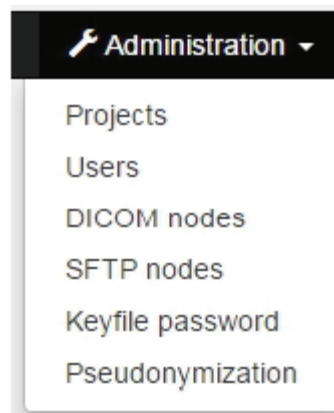 Administration
Projects
Users
DICOM nodes
SFTP nodes
Keyfile password
Pseudonymization